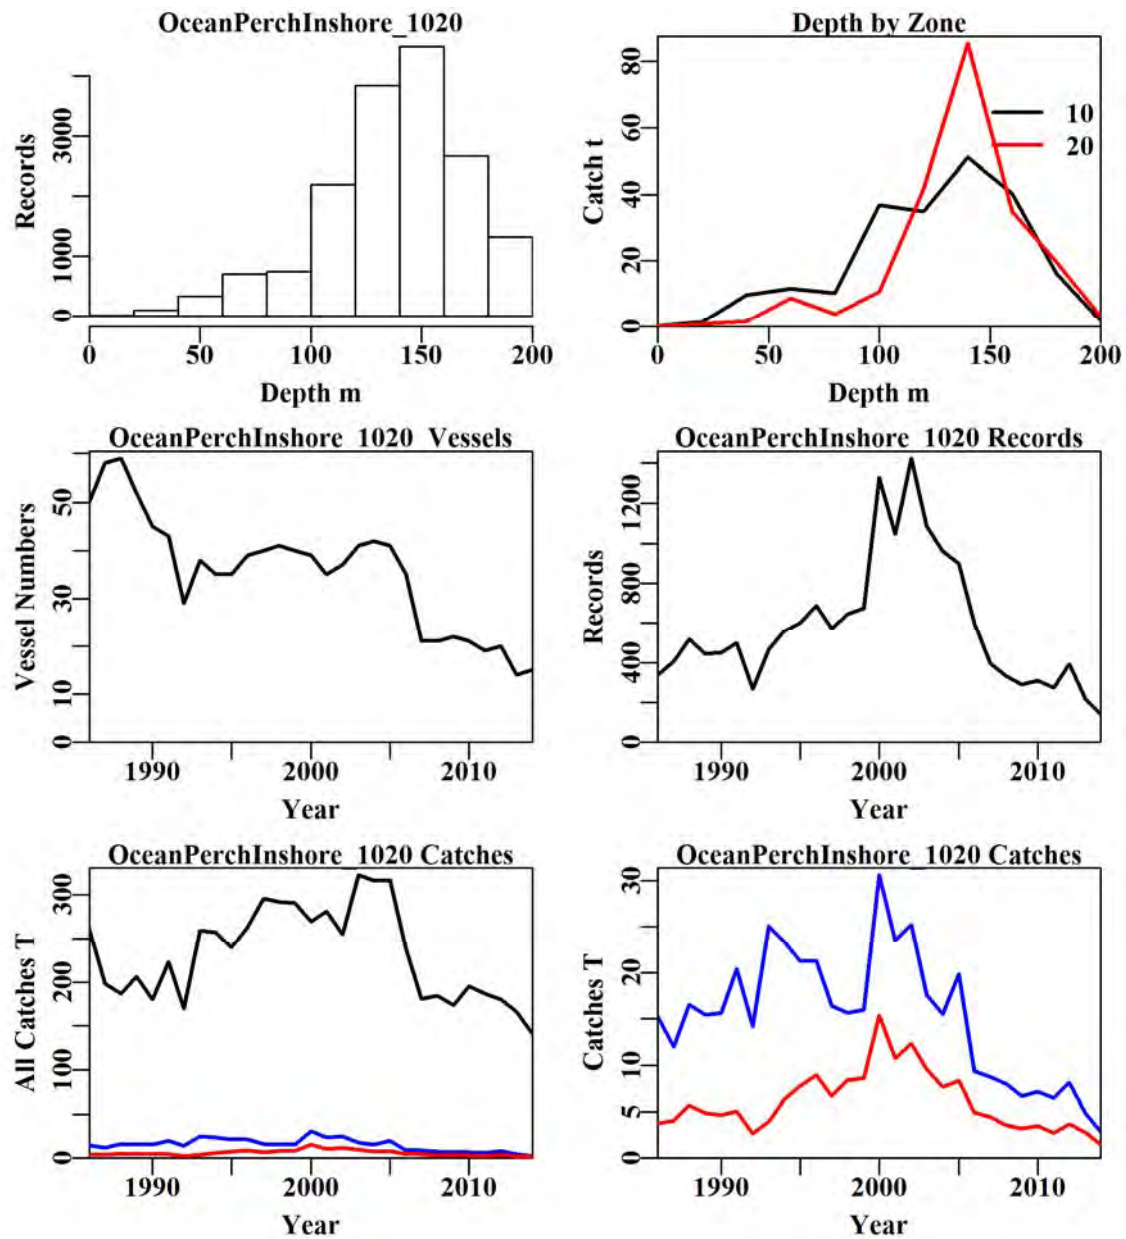 OceanPerchInshore_1020
Records
0
1000
3000
0
50
100
150
200
Depth m
Depth by Zone
Catch t
0
20
40
60
80
10
20
0
50
100
150
200
Depth m
OceanPerchInshore_1020_Vessels
Vessel Numbers
0
10
30
50
1990
2000
2010
Year
OceanPerchInshore_1020 Records
Records
0
400
800
1200
1990
2000
2010
Year
OceanPerchInshore_1020 Catches
All Catches T
0
100
200
300
1990
2000
2010
Year
OceanPerchInshore_1020 Catches
Catches T
0
5
10
20
30
1990
2000
2010
Year